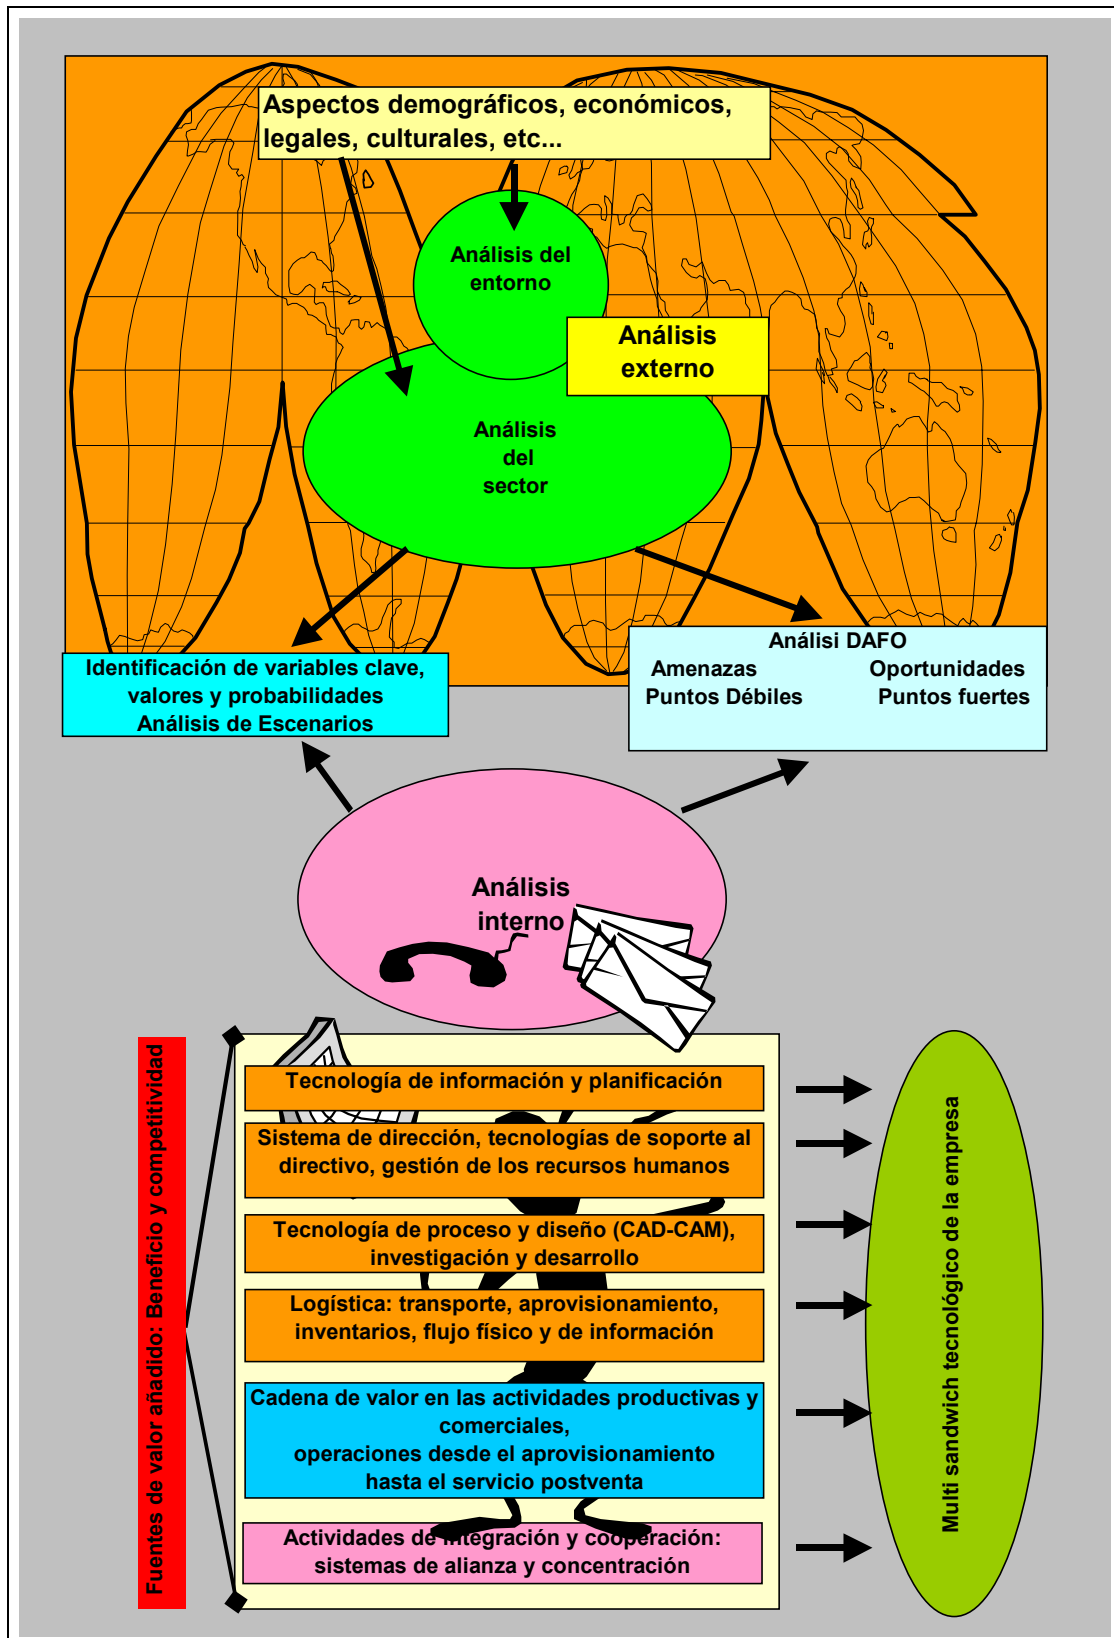 Aspectos demográficos, económicos,
legales, culturales, etc...
Análisis del
entorno
Análisis
externo
Análisis
del
sector
Identificación de variables clave,
valores y probabilidades
Análisis de Escenarios
Análisi DAFO
Amenazas Oportunidades
Puntos Débiles Puntos fuertes
Análisis
interno
Fuentes de valor añadido: Beneficio y competitividad
Tecnología de información y planificación
Sistema de dirección, tecnologías de soporte al
directivo, gestión de los recursos humanos
Tecnología de proceso y diseño (CAD-CAM),
investigación y desarrollo
Logística: transporte, aprovisionamiento,
inventarios, flujo físico y de información
Cadena de valor en las actividades productivas y
comerciales,
operaciones desde el aprovisionamiento
hasta el servicio postventa
Actividades de integración y cooperación:
sistemas de alianza y concentración
Multi sandwich tecnológico de la empresa